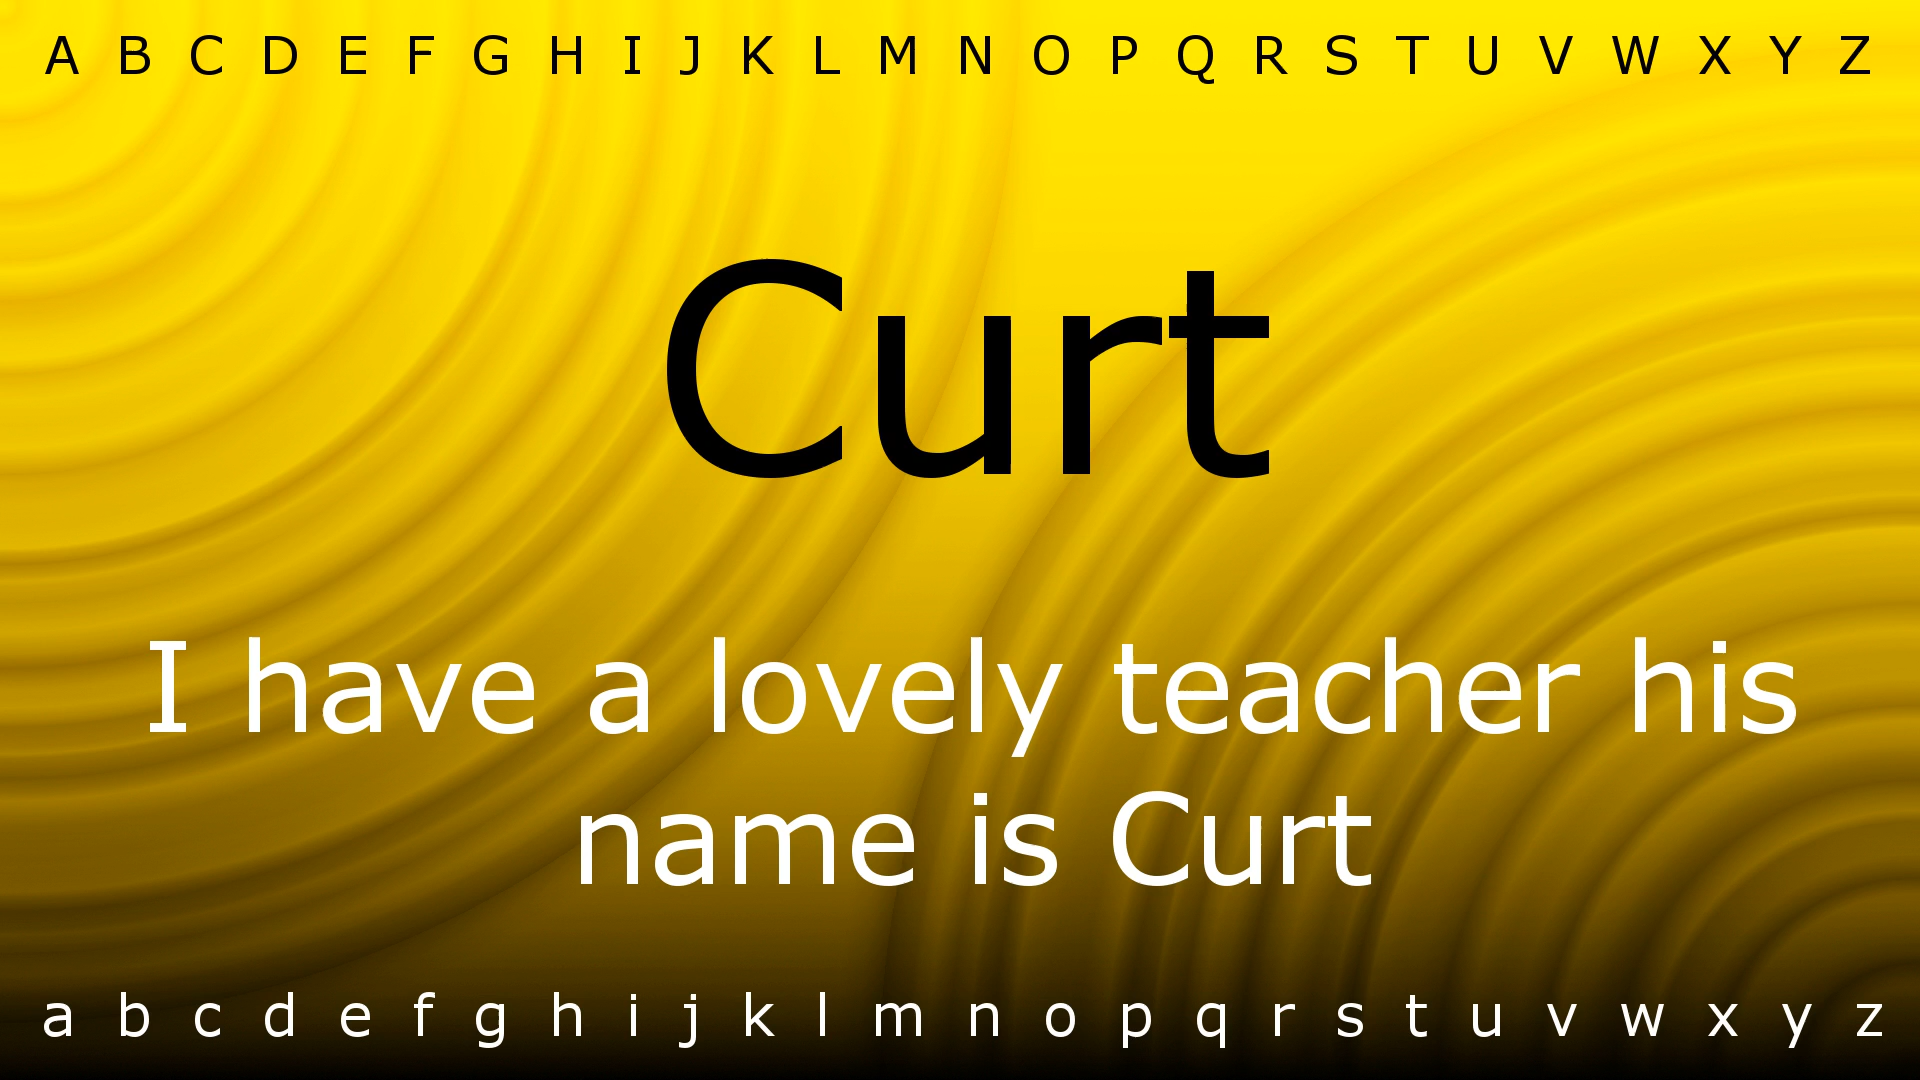 A B C D E F G H I J K L M N O P Q R S T U V W X Y Z
Curt
I have a lovely teacher his
name is Curt
a b c d e f g h i j k l m n o p q r s t u v w x y z